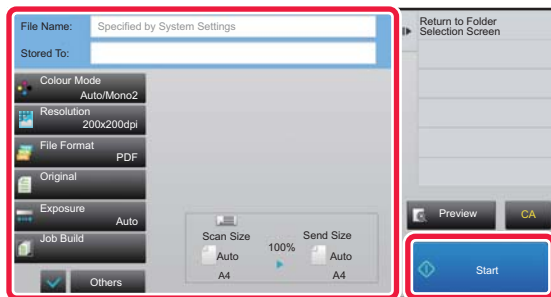 File Name: Specified by System Settings
Stored To:
Colour Mode
Auto/Mono2
Resolution
200x200dpi
File Format
PDF
Original
Exposure
Auto
Job Build
Others
Scan Size
Auto
A4
100%
Send Size
Auto
A4
Return to Folder
Selection Screen
Preview
CA
Start